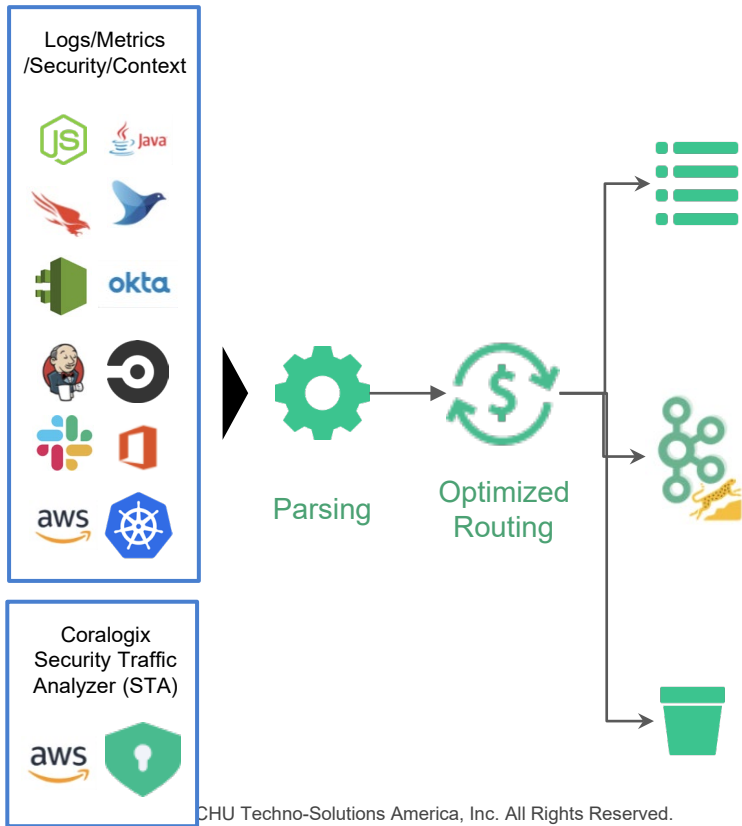 Logs/Metrics
/Security/Context
JS
Java
okta
aws
Parsing
$
Optimized
Routing
Coralogix
Security Traffic
Analyzer (STA)
aws
CHU Techno-Solutions America, Inc. All Rights Reserved.